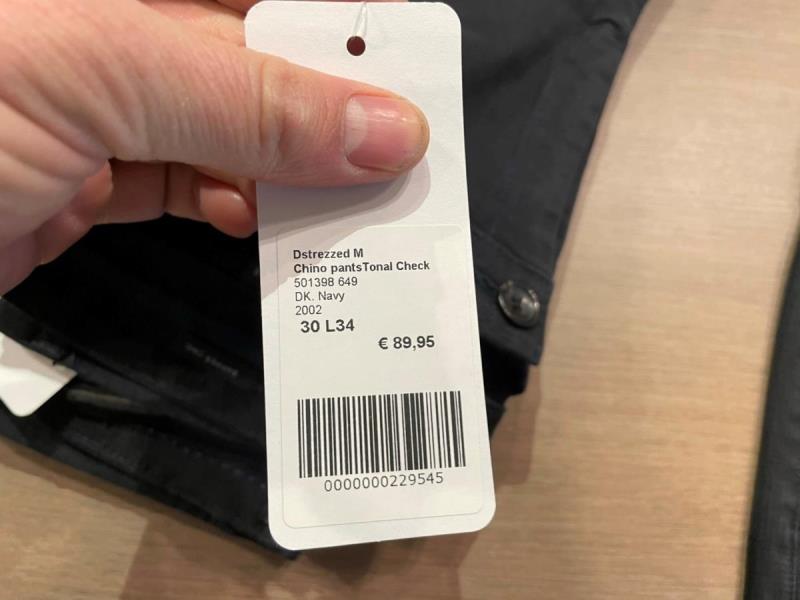 Dstrezzed M
Chino pantsTonal Check
501398 649
DK. Navy
2002
30 L34
€ 89,95
0000000229545